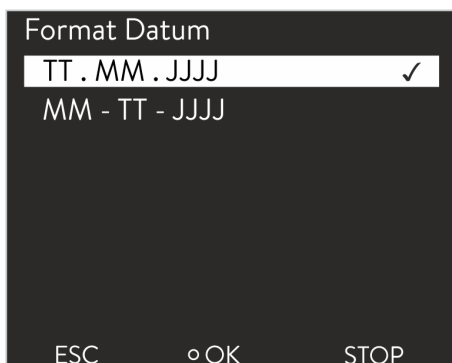 Format Datum
TT . MM . JJJJ ✓
MM - TT - JJJJ
ESC OK STOP